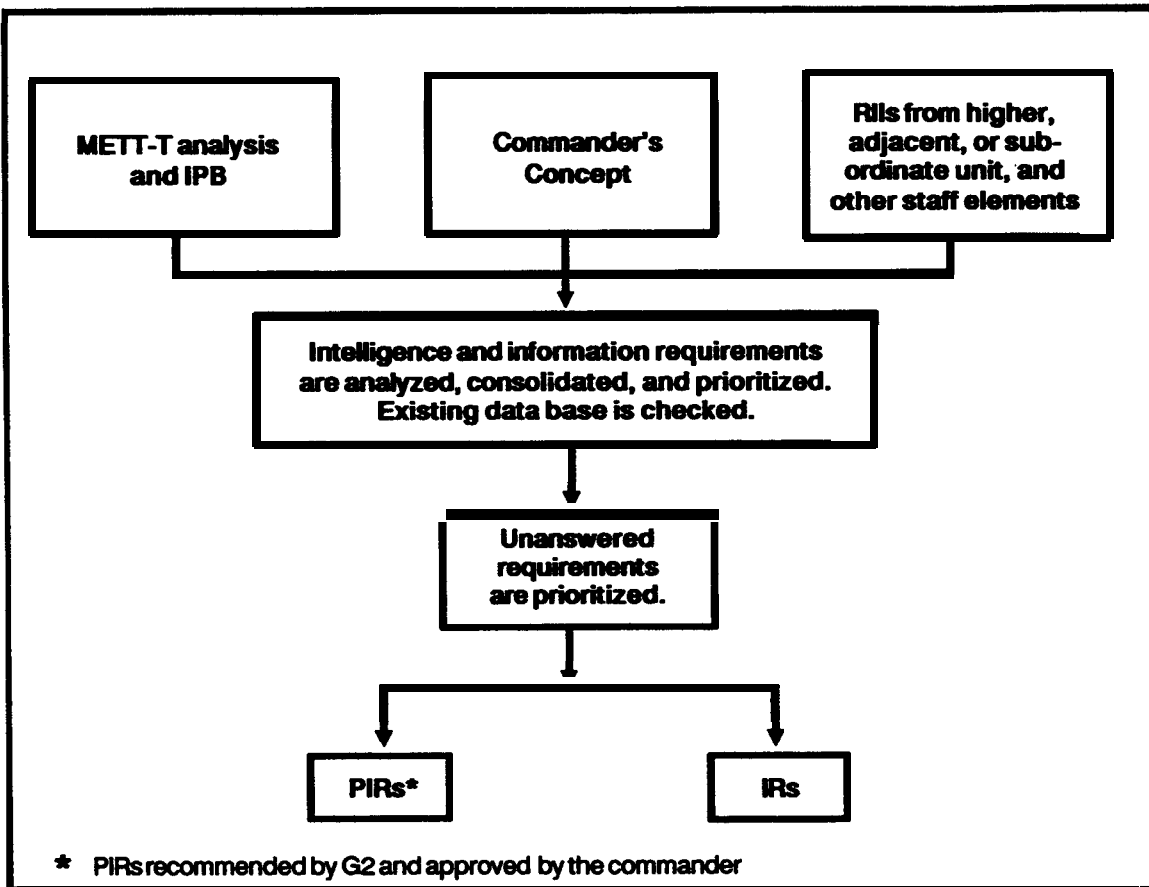 METT-T analysis
and IPB
Commander's
Concept
RIIs from higher,
adjacent, or sub-
ordinate unit, and
other staff elements
Intelligence and information requirements
are analyzed, consolidated, and prioritized.
Existing data base is checked.
Unanswered
requirements
are prioritized.
PIRs*
IRs
* PIRs recommended by G2 and approved by the commander